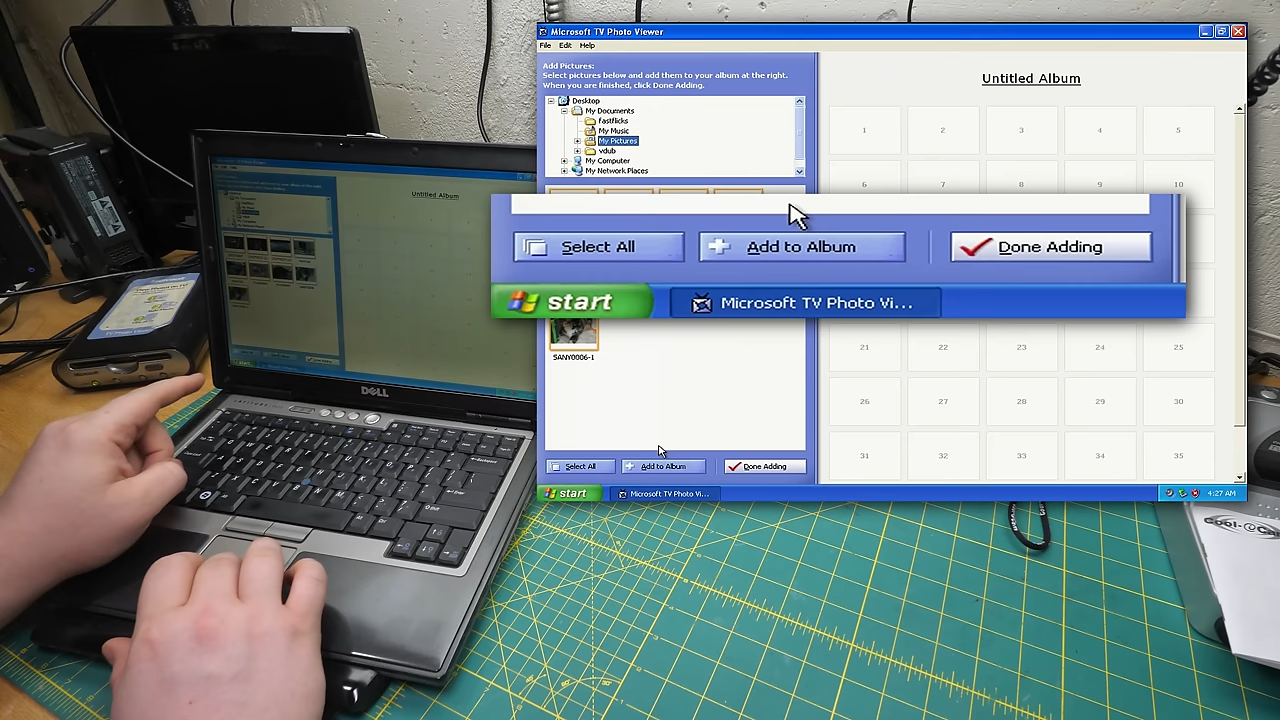 Microsoft TV Photo Viewer
File Edit Help
Add Pictures:
Select pictures below and add them to your album at the right.
When you are finished, click Done Adding.
Desktop
My Documents
fastflicks
My Music
My Pictures
vdub
My Computer
My Network Places
Untitled Album
1 2 3 4 5
6 7 8 9 10
Select All Add to Album Done Adding
start Microsoft TV Photo Vi...
SANY0006-1
21 22 23 24 25
26 27 28 29 30
31 32 33 34 35
Select All Add to Album Done Adding
start Microsoft TV Photo Vi... 4:27 AM
Untitled Album
DELL